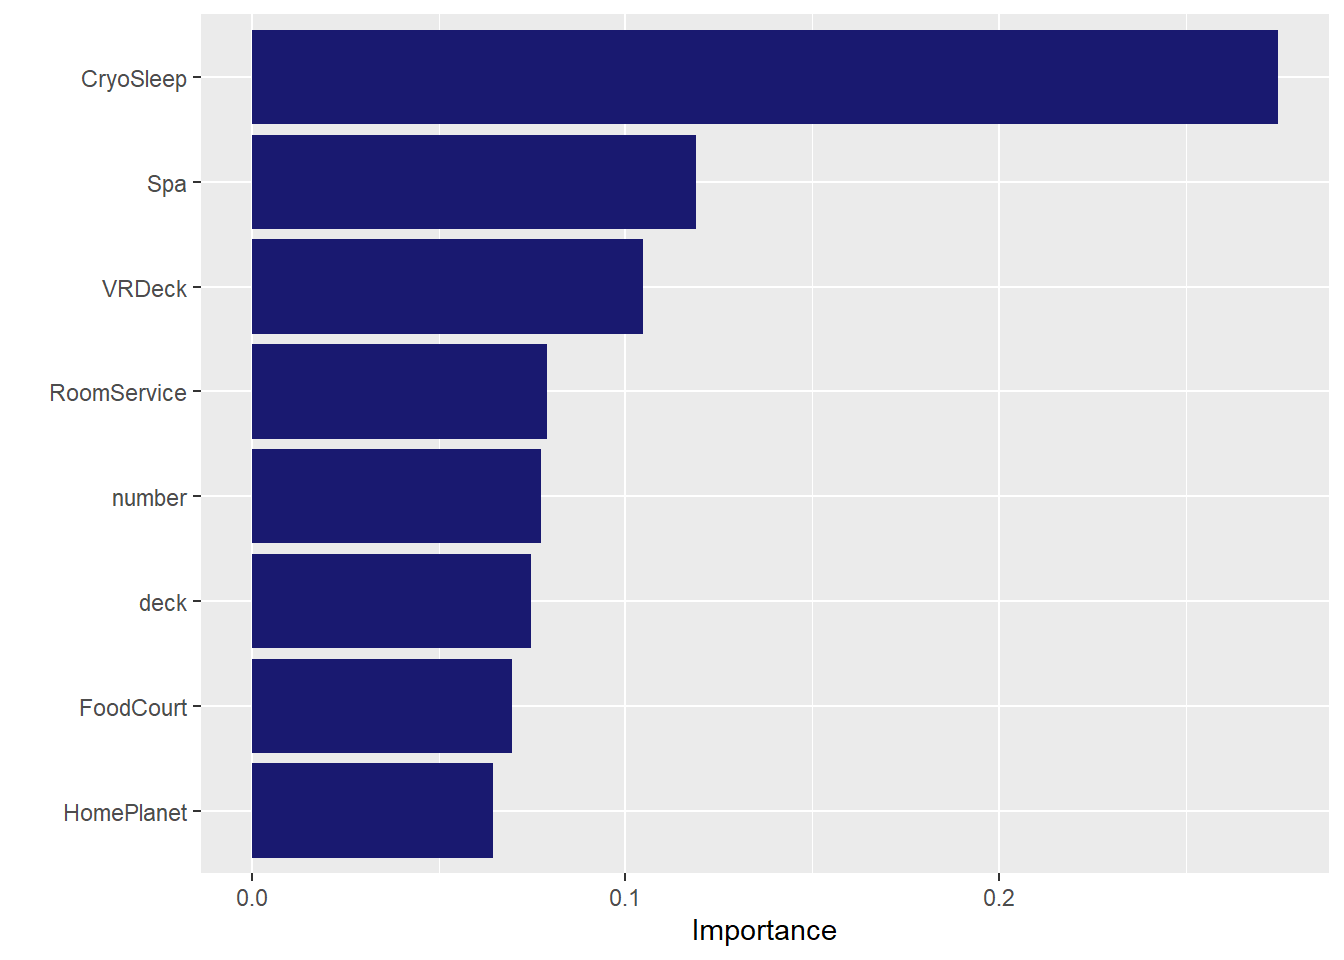 CryoSleep
Spa
VRDeck
RoomService
number
deck
FoodCourt
HomePlanet
0.0 0.1 0.2
Importance